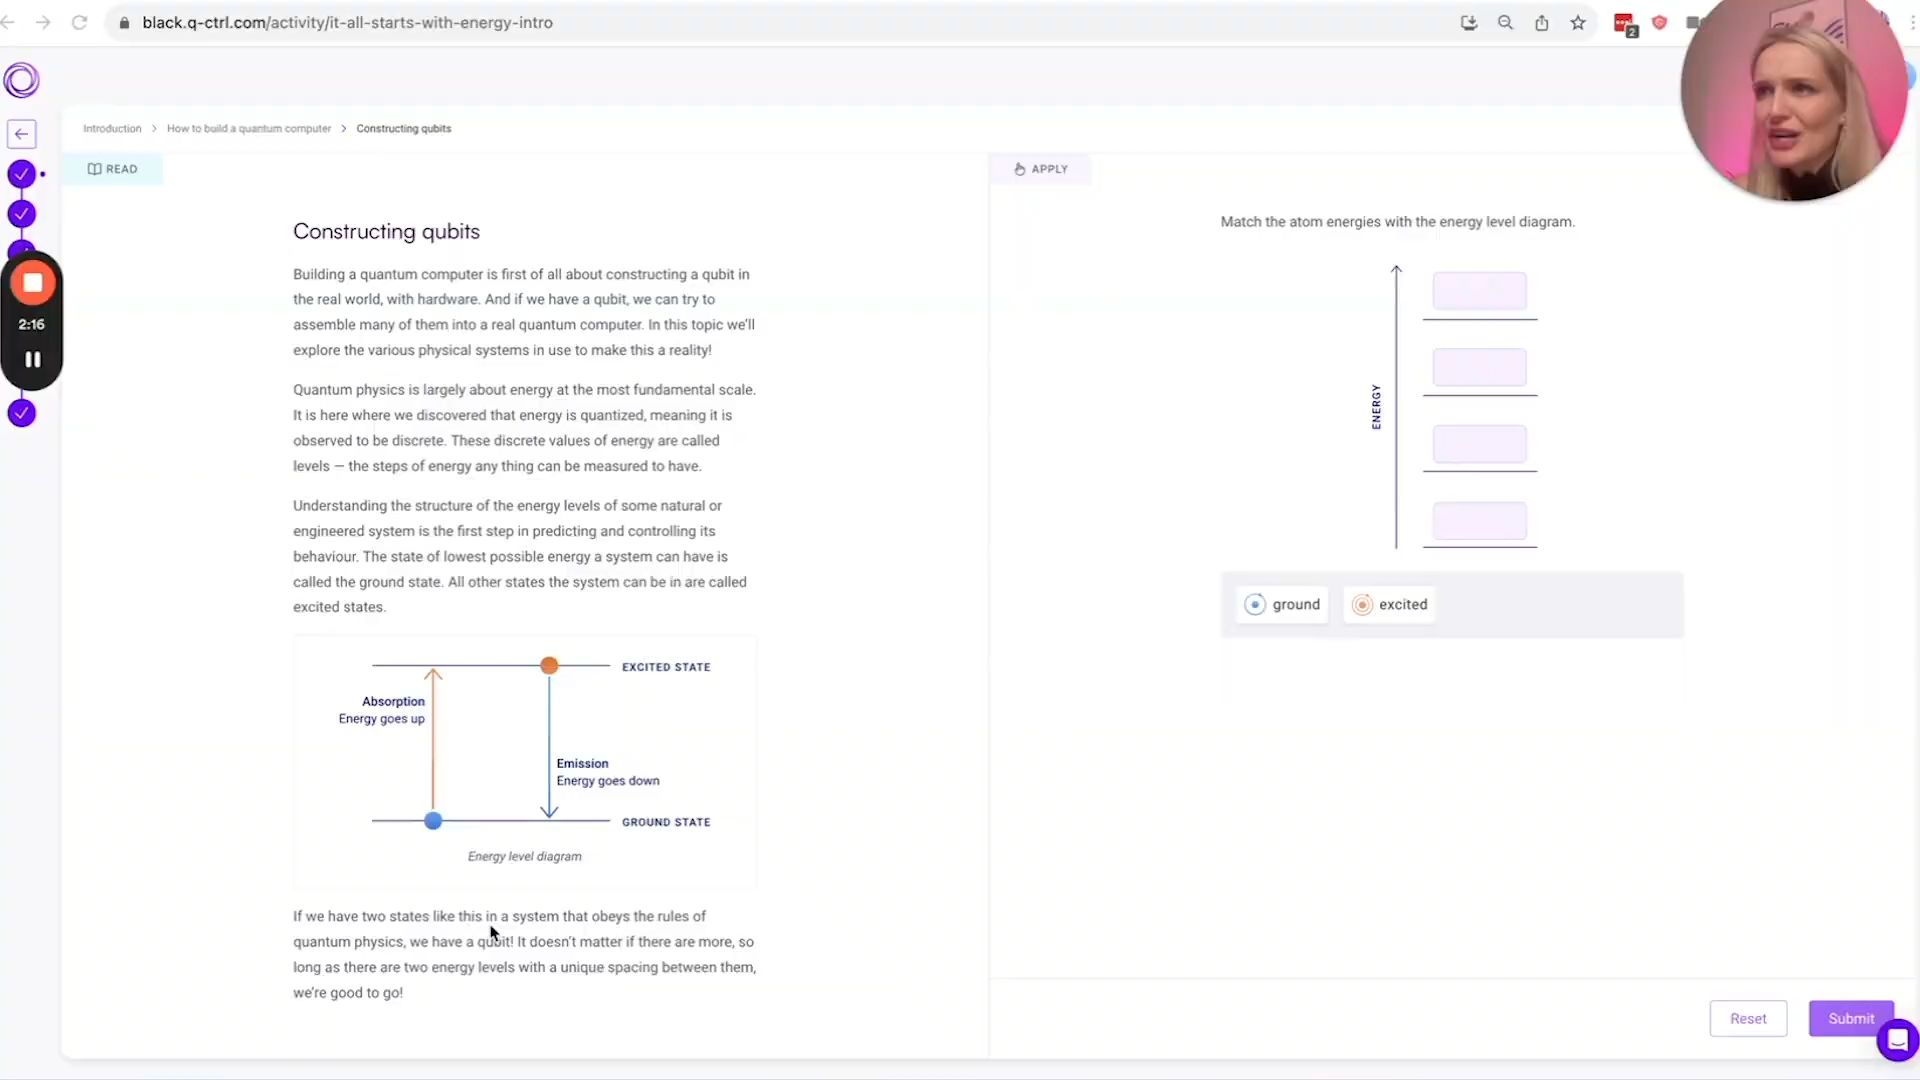 black.q-ctrl.com/activity/it-all-starts-with-energy-intro
2
Introduction > How to build a quantum computer > Constructing qubits
READ
APPLY
2:16
Constructing qubits
Building a quantum computer is first of all about constructing a qubit in
the real world, with hardware. And if we have a qubit, we can try to
assemble many of them into a real quantum computer. In this topic we'll
explore the various physical systems in use to make this a reality!
Quantum physics is largely about energy at the most fundamental scale.
It is here where we discovered that energy is quantized, meaning it is
observed to be discrete. These discrete values of energy are called
levels — the steps of energy any thing can be measured to have.
Understanding the structure of the energy levels of some natural or
engineered system is the first step in predicting and controlling its
behaviour. The state of lowest possible energy a system can have is
called the ground state. All other states the system can be in are called
excited states.
EXCITED STATE
Absorption
Energy goes up
Emission
Energy goes down
GROUND STATE
Energy level diagram
If we have two states like this in a system that obeys the rules of
quantum physics, we have a qubit! It doesn't matter if there are more, so
long as there are two energy levels with a unique spacing between them,
we're good to go!
Match the atom energies with the energy level diagram.
ENERGY
ground
excited
Reset
Submit